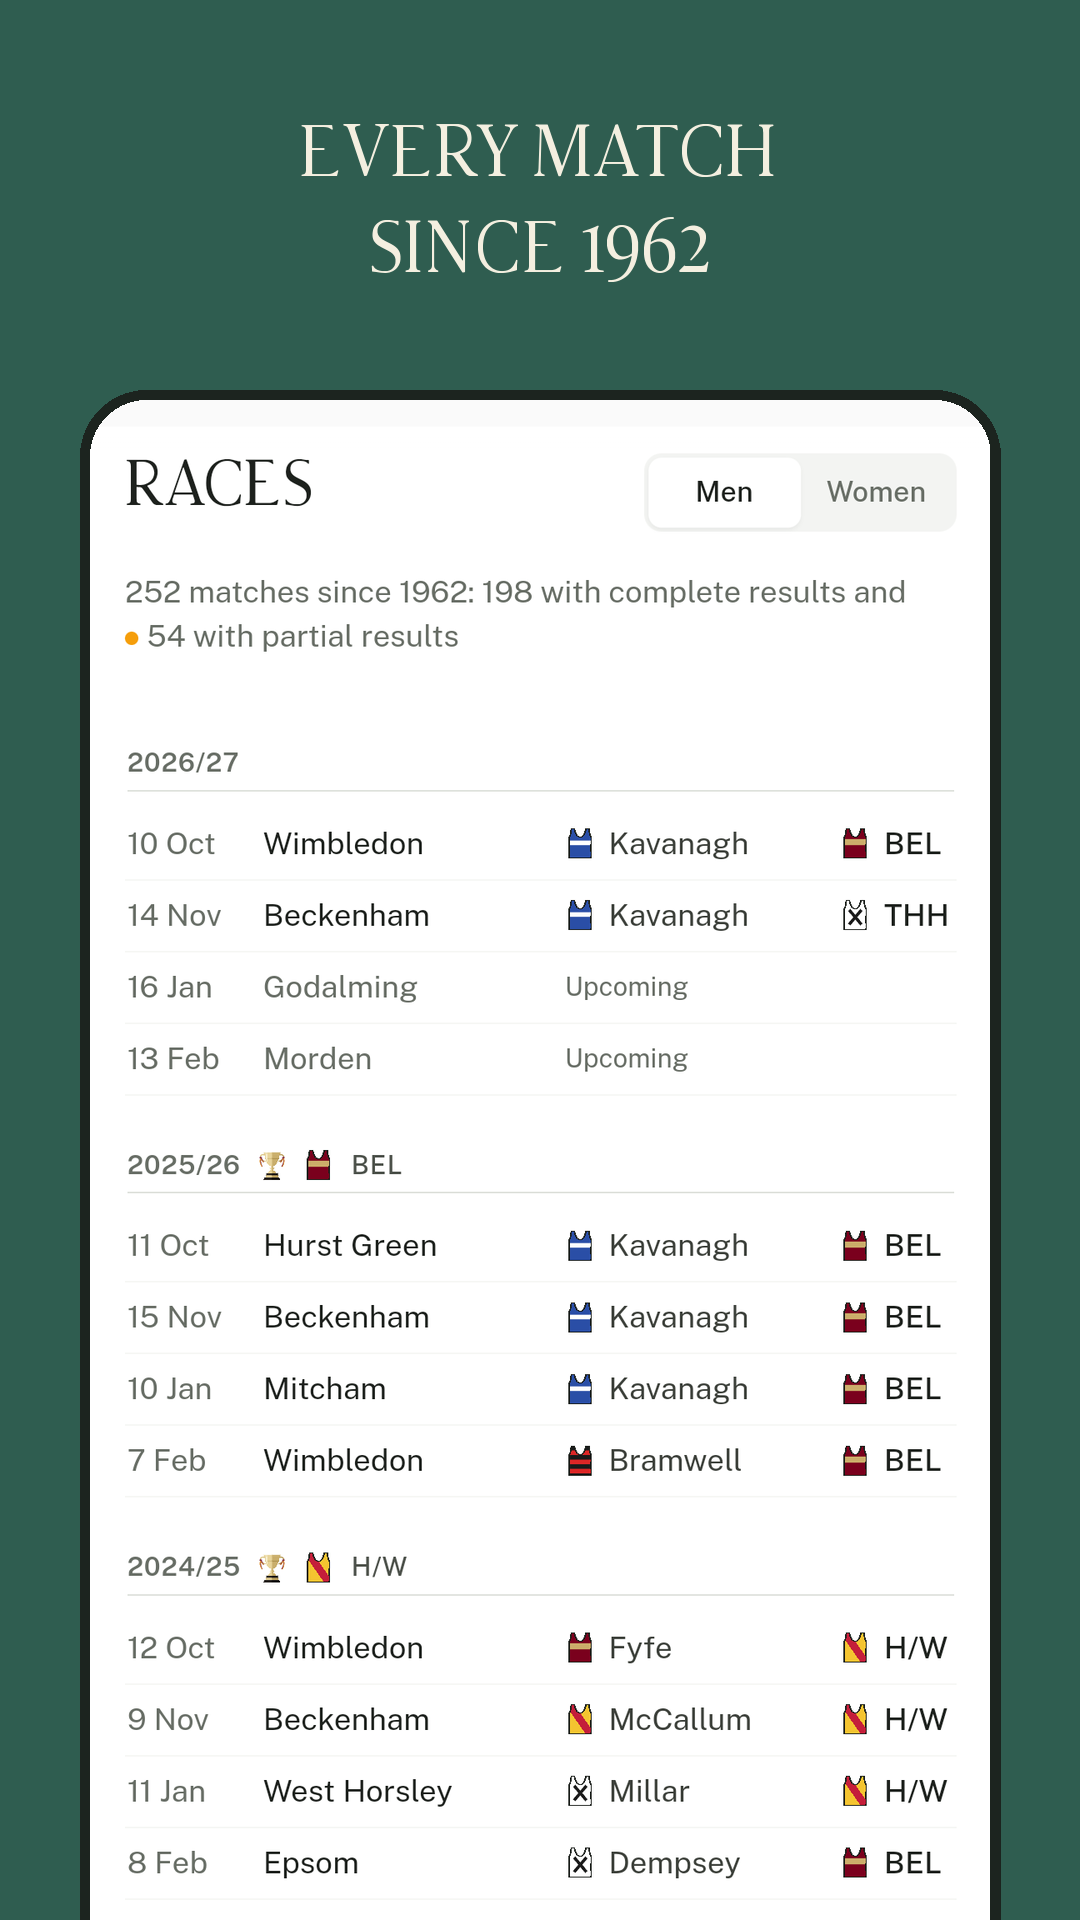 EVERY MATCH
SINCE 1962
RACES
Men Women
252 matches since 1962: 198 with complete results and
54 with partial results
2026/27
10 Oct Wimbledon Kavanagh BEL
14 Nov Beckenham Kavanagh THH
16 Jan Godalming Upcoming
13 Feb Morden Upcoming
2025/26 BEL
11 Oct Hurst Green Kavanagh BEL
15 Nov Beckenham Kavanagh BEL
10 Jan Mitcham Kavanagh BEL
7 Feb Wimbledon Bramwell BEL
2024/25 H/W
12 Oct Wimbledon Fyfe H/W
9 Nov Beckenham McCallum H/W
11 Jan West Horsley Millar H/W
8 Feb Epsom Dempsey BEL